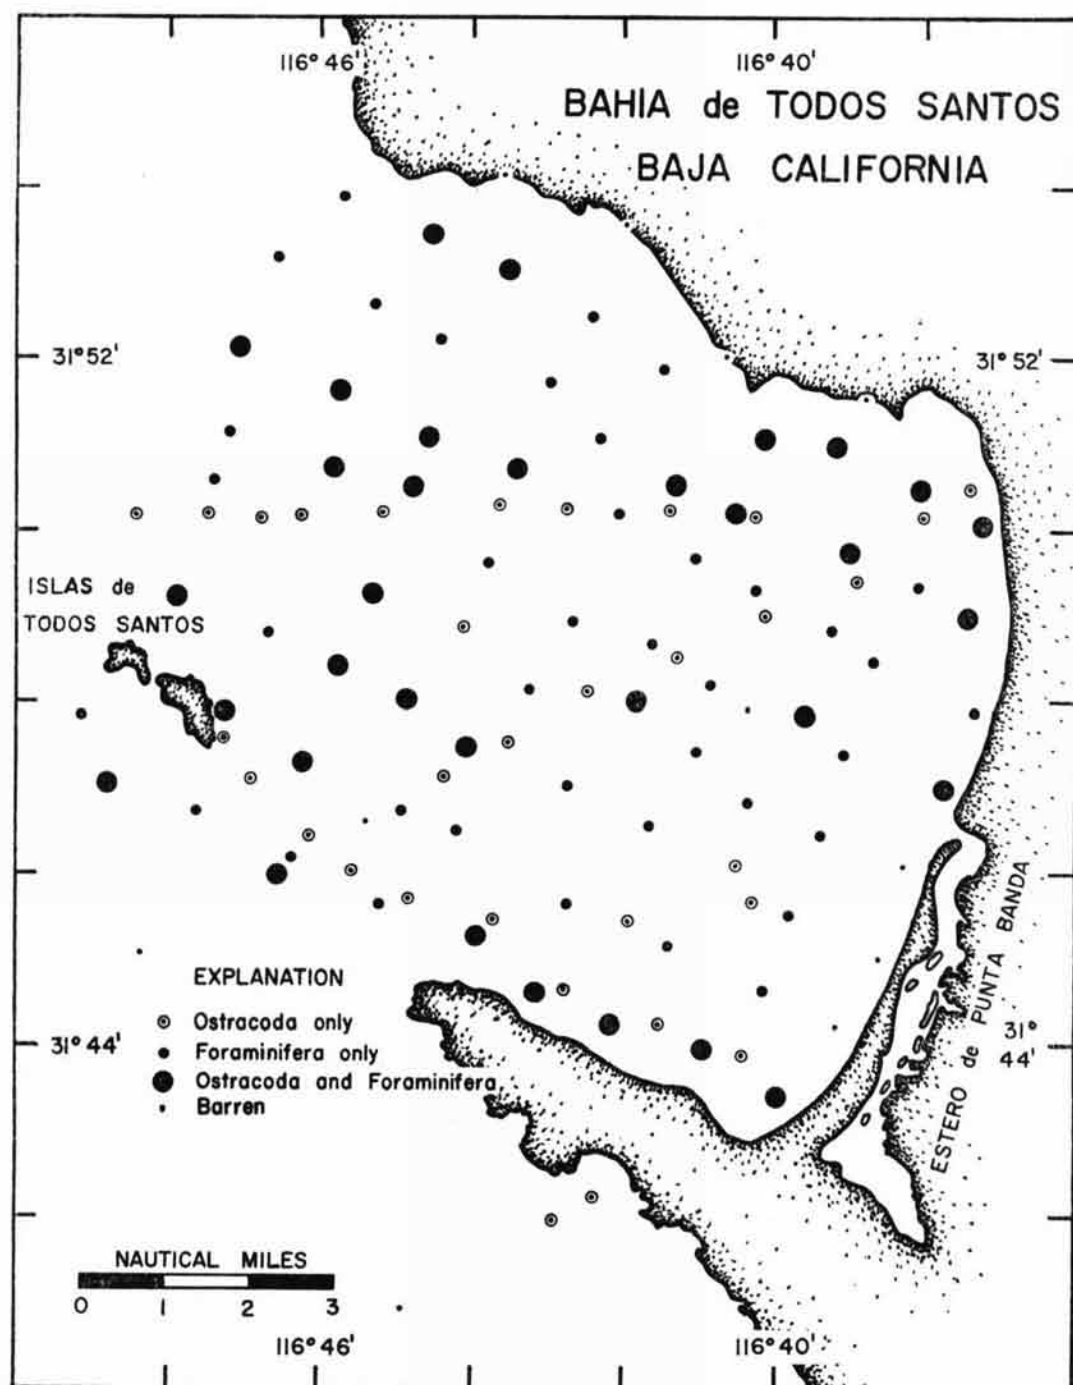 116° 46'
116° 40'
BAHIA de TODOS SANTOS
BAJA CALIFORNIA
31° 52'
31° 52'
ISLAS de
TODOS SANTOS
EXPLANATION
Ostracoda only
Foraminifera only
Ostracoda and Foraminifera
Barren
31° 44'
31°
44'
ESTERO de PUNTA BANDA
NAUTICAL MILES
0 1 2 3
116° 46'
116° 40'